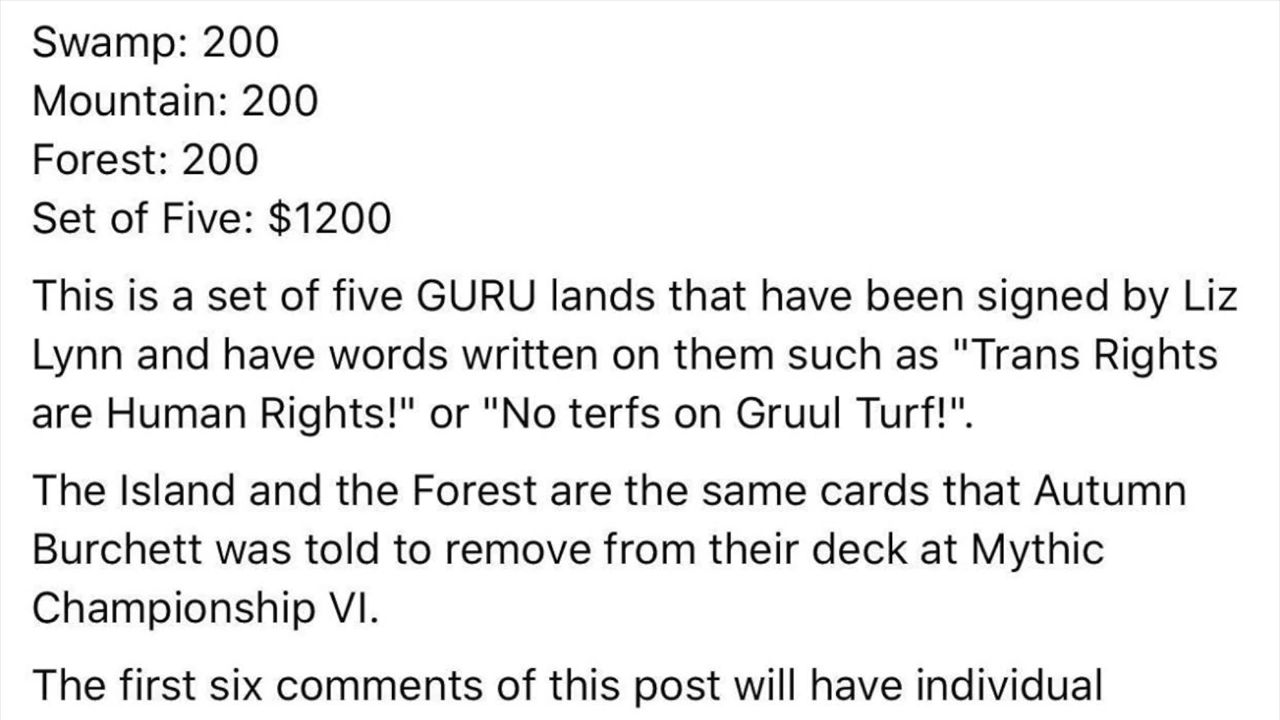 Swamp: 200
Mountain: 200
Forest: 200
Set of Five: $1200
This is a set of five GURU lands that have been signed by Liz
Lynn and have words written on them such as "Trans Rights
are Human Rights!" or "No terfs on Gruul Turf!".
The Island and the Forest are the same cards that Autumn
Burchett was told to remove from their deck at Mythic
Championship VI.
The first six comments of this post will have individual